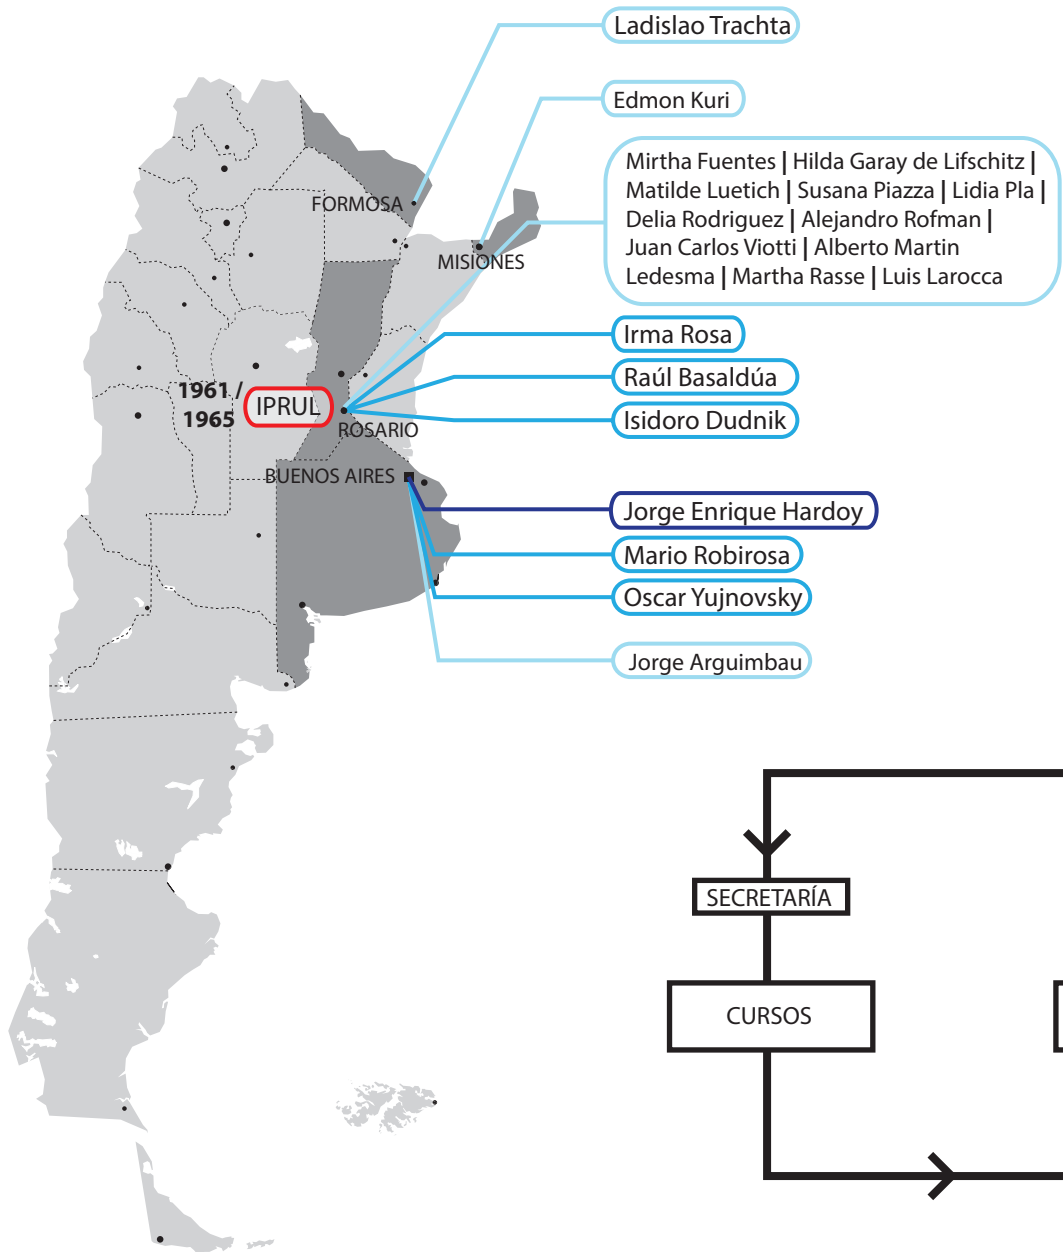 Ladislao Trachta
Edmon Kuri
Mirtha Fuentes | Hilda Garay de Lifschitz |
Matilde Luetich | Susana Piazza | Lidia Pla |
Delia Rodriguez | Alejandro Rofman |
Juan Carlos Viotti | Alberto Martin
Ledesma | Martha Rasse | Luis Larocca
FORMOSA
MISIONES
Irma Rosa
Raúl Basaldúa
Isidoro Dudnik
1961 /
1965
IPRUL
ROSARIO
BUENOS AIRES
Jorge Enrique Hardoy
Mario Robirosa
Oscar Yujnovsky
Jorge Arguimbau
SECRETARÍA
CURSOS